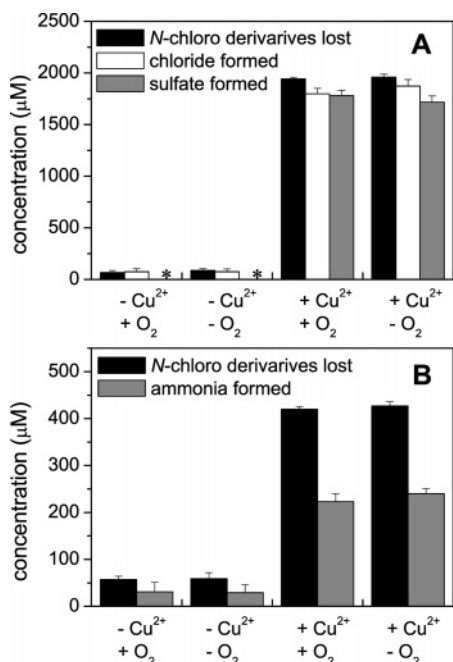 A
N-chloro derivarives lost
chloride formed
sulfate formed
concentration (μM)
2500
2000
1500
1000
500
0
* *
- Cu²⁺ - Cu²⁺ + Cu²⁺ + Cu²⁺
+ O₂ - O₂ + O₂ - O₂
B
N-chloro derivarives lost
ammonia formed
concentration (μM)
500
400
300
200
100
0
- Cu²⁺ - Cu²⁺ + Cu²⁺ + Cu²⁺
+ O₂ - O₂ + O₂ - O₂